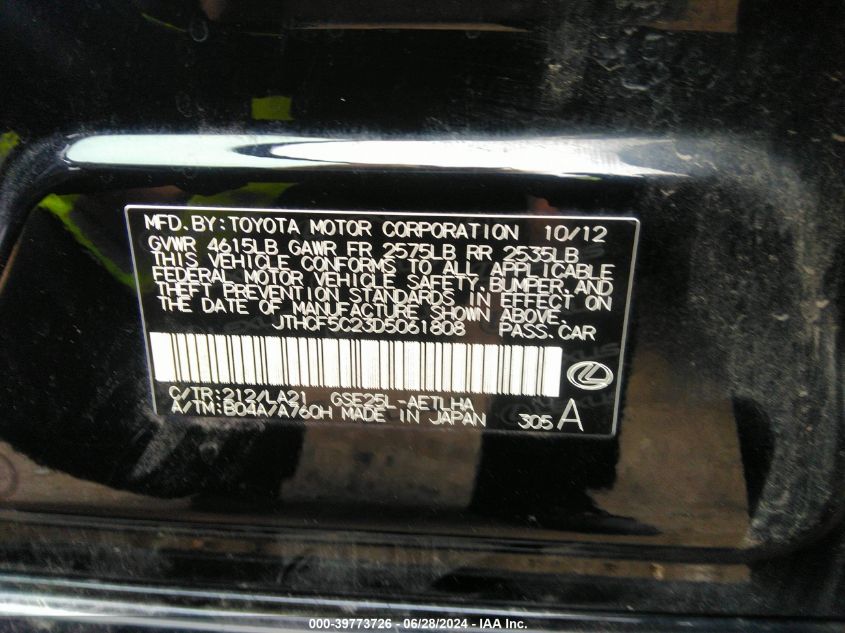 MFD.BY:TOYOTA MOTOR CORPORATION 10/12
GVWR 4615LB GAWR FR 2575LB RR 2535LB
THIS VEHICLE CONFORMS TO ALL APPLICABLE
FEDERAL MOTOR VEHICLE SAFETY,BUMPER,AND
THEFT PREVENTION STANDARDS IN EFFECT ON
THE DATE OF MANUFACTURE SHOWN ABOVE.
JTHCF5C23D5061808 PASS.CAR
C/TR:212/LA21 GSE25L-AETLHA
A/TM:B04A/A760H MADE IN JAPAN 305 A
000-39773726 - 06/28/2024 - IAA Inc.